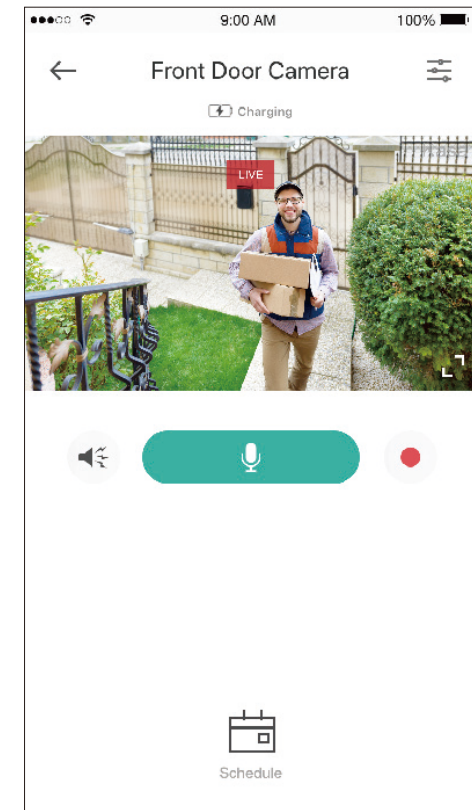 9:00 AM
100%
Front Door Camera
Charging
LIVE
Schedule